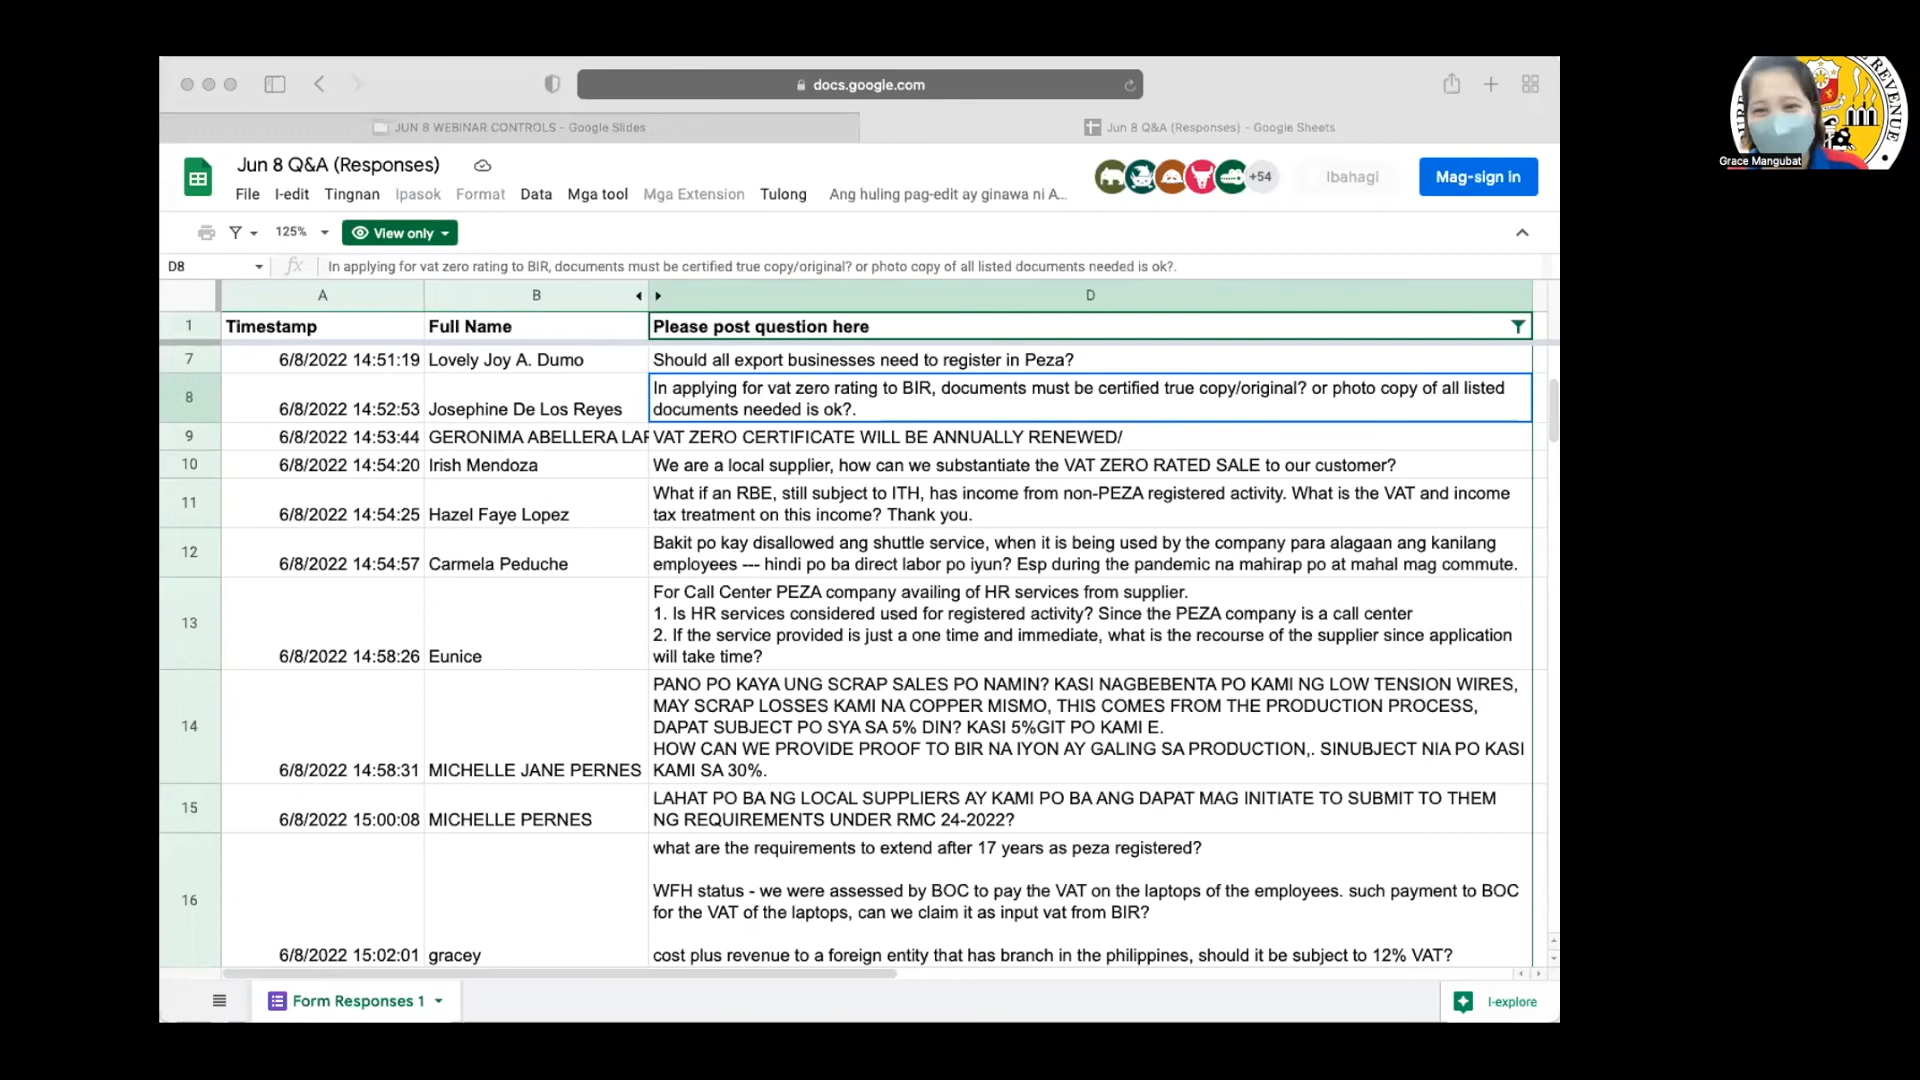 docs.google.com
JUN 8 WEBINAR CONTROLS - Google Slides
Jun 8 Q&A (Responses) - Google Sheets
REVENUE
Grace Mangubat
Jun 8 Q&A (Responses)
File I-edit Tingnan Ipasok Format Data Mga tool Mga Extension Tulong Ang huling pag-edit ay ginawa ni A...
+54
Ibahagi
Mag-sign in
125%
View only
D8
fx
In applying for vat zero rating to BIR, documents must be certified true copy/original? or photo copy of all listed documents needed is ok?.
A B D
1 Timestamp Full Name Please post question here
7 6/8/2022 14:51:19 Lovely Joy A. Dumo Should all export businesses need to register in Peza?
8 In applying for vat zero rating to BIR, documents must be certified true copy/original? or photo copy of all listed
6/8/2022 14:52:53 Josephine De Los Reyes documents needed is ok?.
9 6/8/2022 14:53:44 GERONIMA ABELLERA LAF VAT ZERO CERTIFICATE WILL BE ANNUALLY RENEWED/
10 6/8/2022 14:54:20 Irish Mendoza We are a local supplier, how can we substantiate the VAT ZERO RATED SALE to our customer?
11 What if an RBE, still subject to ITH, has income from non-PEZA registered activity. What is the VAT and income
6/8/2022 14:54:25 Hazel Faye Lopez tax treatment on this income? Thank you.
12 Bakit po kay disallowed ang shuttle service, when it is being used by the company para alagaan ang kanilang
6/8/2022 14:54:57 Carmela Peduche employees --- hindi po ba direct labor po iyun? Esp during the pandemic na mahirap po at mahal mag commute.
For Call Center PEZA company availing of HR services from supplier.
13 1. Is HR services considered used for registered activity? Since the PEZA company is a call center
2. If the service provided is just a one time and immediate, what is the recourse of the supplier since application
6/8/2022 14:58:26 Eunice will take time?
PANO PO KAYA UNG SCRAP SALES PO NAMIN? KASI NAGBEBENTA PO KAMI NG LOW TENSION WIRES,
MAY SCRAP LOSSES KAMI NA COPPER MISMO, THIS COMES FROM THE PRODUCTION PROCESS,
14 DAPAT SUBJECT PO SYA SA 5% DIN? KASI 5%GIT PO KAMI E.
HOW CAN WE PROVIDE PROOF TO BIR NA IYON AY GALING SA PRODUCTION,. SINUBJECT NIA PO KASI
6/8/2022 14:58:31 MICHELLE JANE PERNES KAMI SA 30%.
15 LAHAT PO BA NG LOCAL SUPPLIERS AY KAMI PO BA ANG DAPAT MAG INITIATE TO SUBMIT TO THEM
6/8/2022 15:00:08 MICHELLE PERNES NG REQUIREMENTS UNDER RMC 24-2022?
what are the requirements to extend after 17 years as peza registered?
16 WFH status - we were assessed by BOC to pay the VAT on the laptops of the employees. such payment to BOC
for the VAT of the laptops, can we claim it as input vat from BIR?
6/8/2022 15:02:01 gracey cost plus revenue to a foreign entity that has branch in the philippines, should it be subject to 12% VAT?
Form Responses 1
I-explore